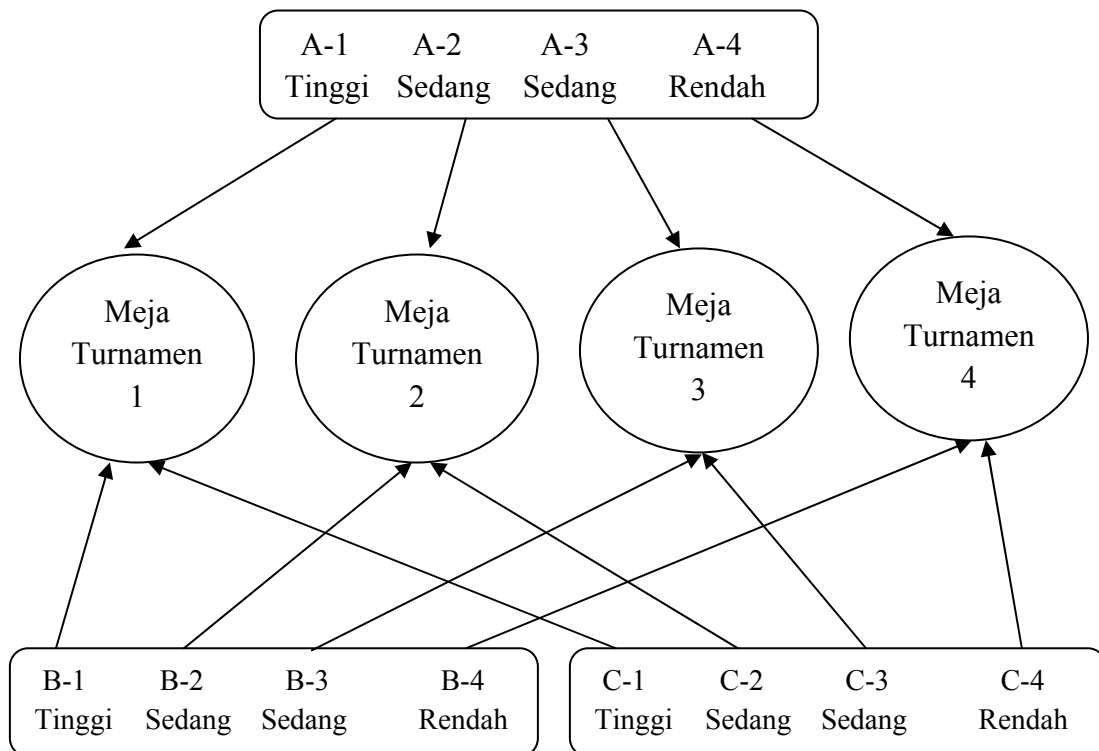 A-1 A-2 A-3 A-4
Tinggi Sedang Sedang Rendah
Meja
Turnamen
1
Meja
Turnamen
2
Meja
Turnamen
3
Meja
Turnamen
4
B-1 B-2 B-3 B-4
Tinggi Sedang Sedang Rendah
C-1 C-2 C-3 C-4
Tinggi Sedang Sedang Rendah